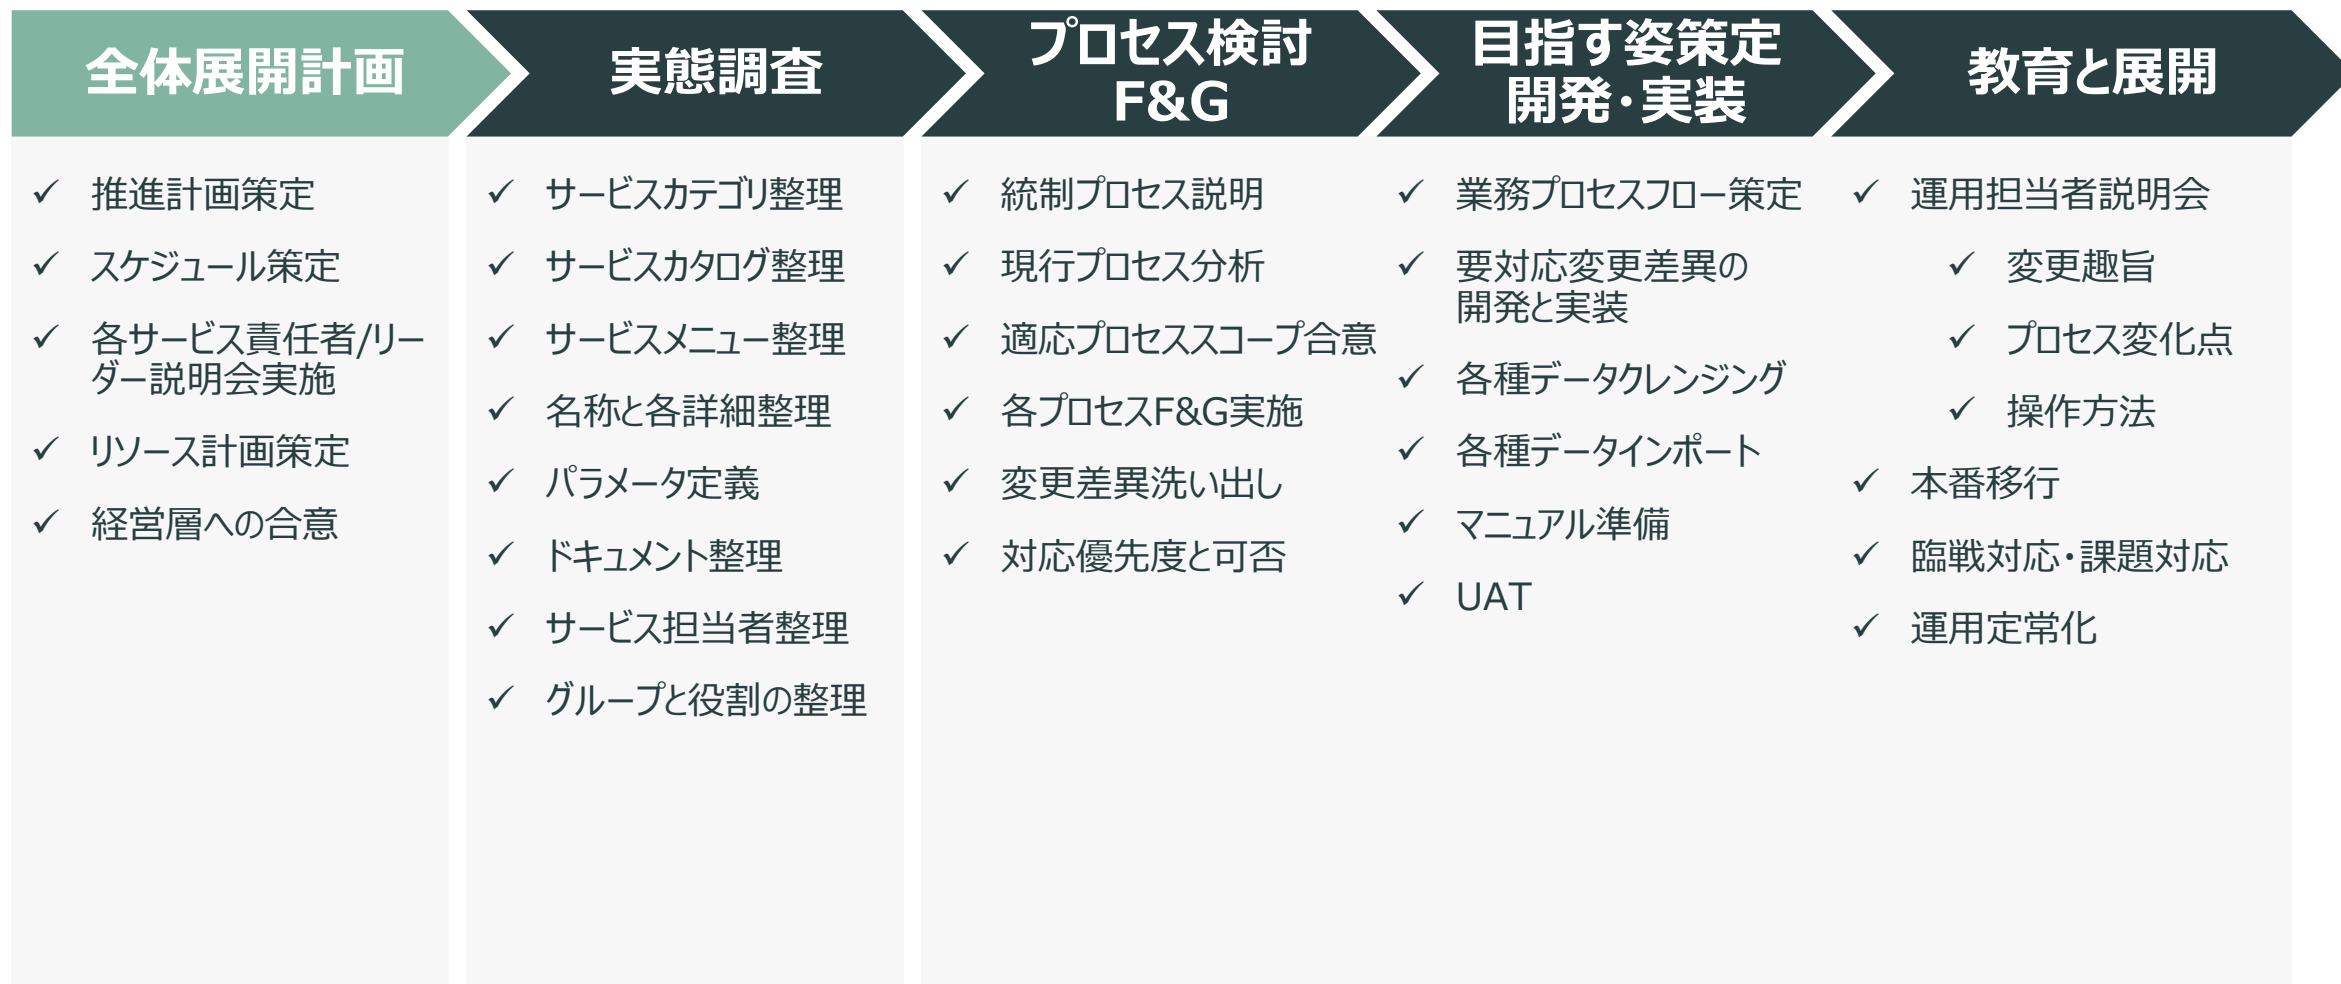 全体展開計画
✓ 推進計画策定
✓ スケジュール策定
✓ 各サービス責任者/リー
ダー説明会実施
✓ リソース計画策定
✓ 経営層への合意
実態調査
✓ サービスカテゴリ整理
✓ サービスカタログ整理
✓ サービスメニュー整理
✓ 名称と各詳細整理
✓ パラメータ定義
✓ ドキュメント整理
✓ サービス担当者整理
✓ グループと役割の整理
プロセス検討
F&G
✓ 統制プロセス説明
✓ 現行プロセス分析
✓ 適応プロセススコープ合意
✓ 各プロセスF&G実施
✓ 変更差異洗い出し
✓ 対応優先度と可否
目指す姿策定
開発・実装
✓ 業務プロセスフロー策定
✓ 要対応変更差異の
開発と実装
✓ 各種データクレンジング
✓ 各種データインポート
✓ マニュアル準備
✓ UAT
教育と展開
✓ 運用担当者説明会
✓ 変更趣旨
✓ プロセス変化点
✓ 操作方法
✓ 本番移行
✓ 臨戦対応・課題対応
✓ 運用定常化